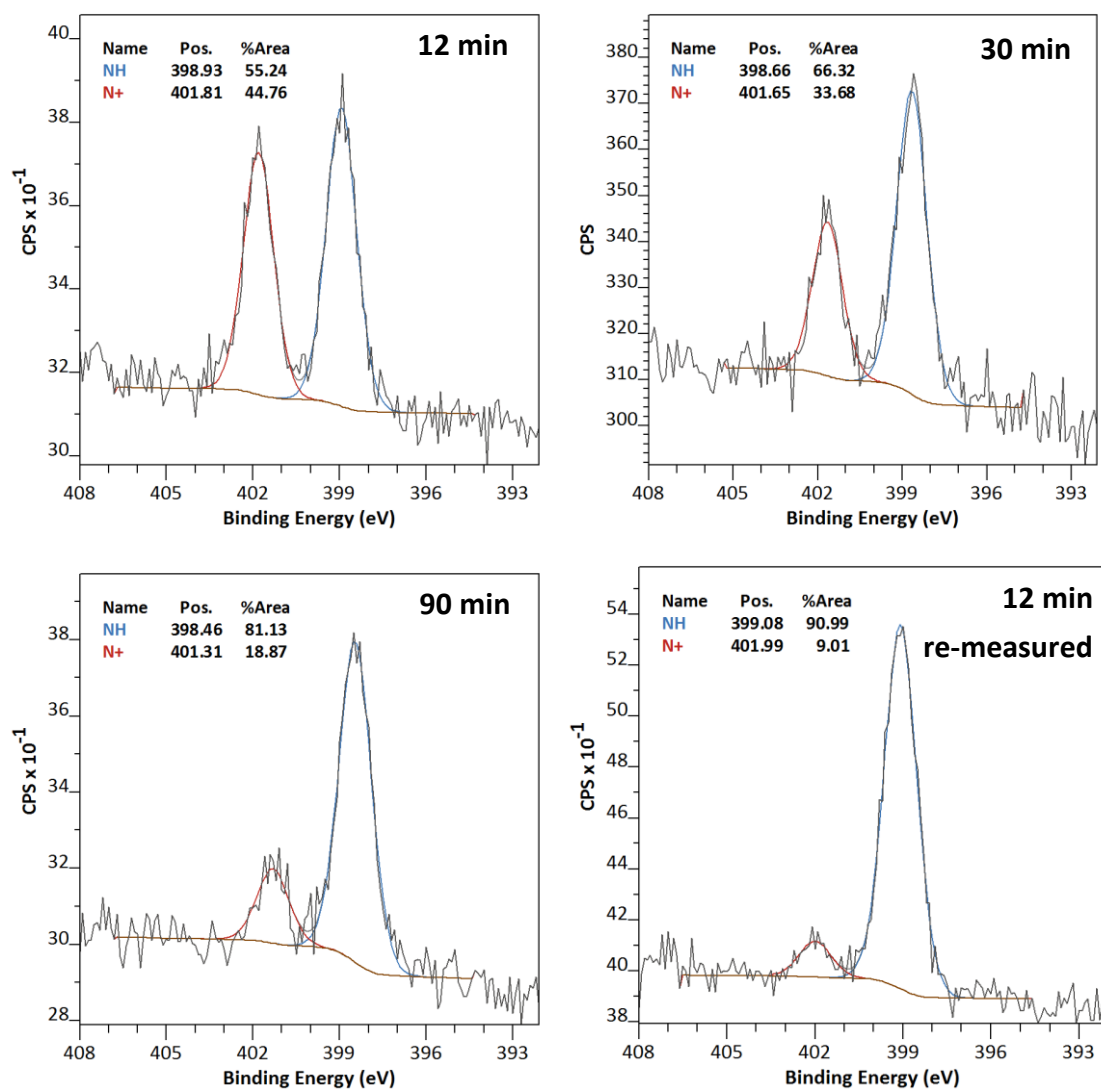 12 min
Name Pos. %Area
NH 398.93 55.24
N+ 401.81 44.76
CPS x 10⁻¹
40
38
36
34
32
30
408 405 402 399 396 393
Binding Energy (eV)
30 min
Name Pos. %Area
NH 398.66 66.32
N+ 401.65 33.68
CPS
380
370
360
350
340
330
320
310
300
408 405 402 399 396 393
Binding Energy (eV)
90 min
Name Pos. %Area
NH 398.46 81.13
N+ 401.31 18.87
CPS x 10⁻¹
38
36
34
32
30
28
408 405 402 399 396 393
Binding Energy (eV)
12 min
re-measured
Name Pos. %Area
NH 399.08 90.99
N+ 401.99 9.01
CPS x 10⁻¹
54
52
50
48
46
44
42
40
38
408 405 402 399 396 393
Binding Energy (eV)